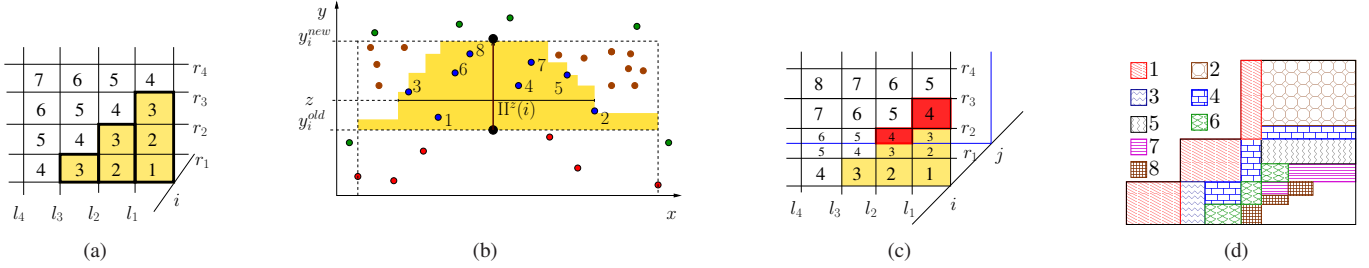 7 6 5 4 r4
6 5 4 3 r3
5 4 3 2 r2
4 3 2 1 r1
l4 l3 l2 l1 i
(a)
y
y_i^new
8
7
6
3 4 5
z
II^z(i)
y_i^old
1 2
x
(b)
8 7 6 5 r4
7 6 5 4 r3
6 5 4 3 r2
5 4 3 2 r1 j
4 3 2 1
l4 l3 l2 l1 i
(c)
1 2
3 4
5 6
7
8
(d)